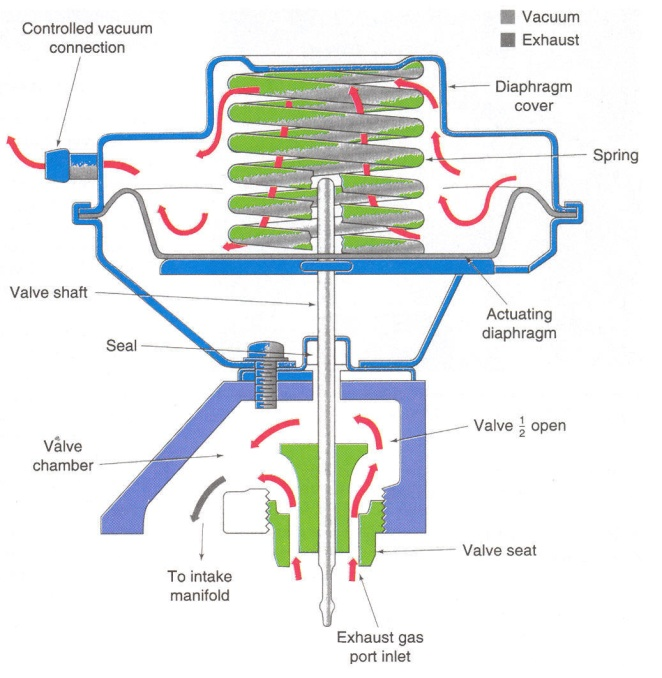 Controlled vacuum
connection
Vacuum
Exhaust
Diaphragm
cover
Spring
Valve shaft
Actuating
diaphragm
Seal
Valve 1/2 open
Valve
chamber
Valve seat
To intake
manifold
Exhaust gas
port inlet